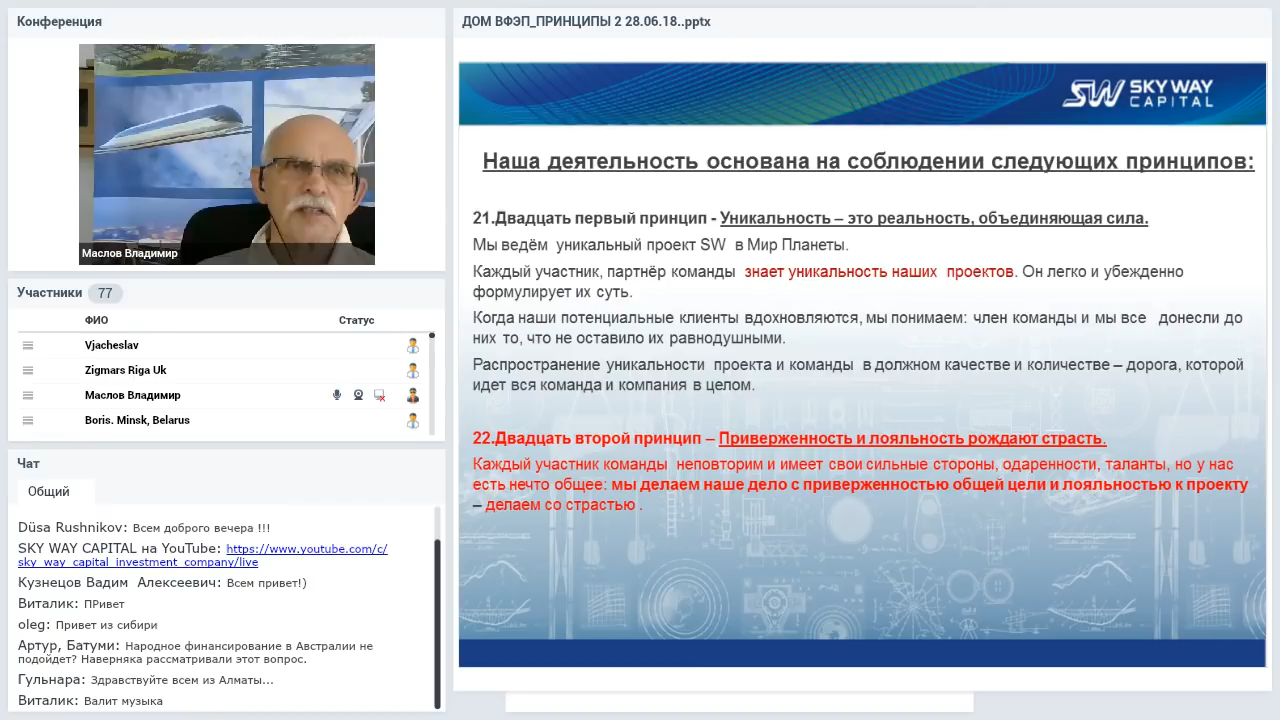 Конференция
Маслов Владимир
Участники 77
ФИО Статус
Vjacheslav
Zigmars Riga Uk
Маслов Владимир
Boris. Minsk, Belarus
Чат
Общий
Düsa Rushnikov: Всем доброго вечера !!!
SKY WAY CAPITAL на YouTube: https://www.youtube.com/c/
sky_way_capital_investment_company/live
Кузнецов Вадим Алексеевич: Всем привет!)
Виталик: ПРивет
oleg: Привет из сибири
Артур, Батуми: Народное финансирование в Австралии не
подойдет? Наверняка рассматривали этот вопрос.
Гульнара: Здравствуйте всем из Алматы...
Виталик: Валит музыка
ДОМ ВФЭП_ПРИНЦИПЫ 2 28.06.18..pptx
SW SKY WAY
CAPITAL
Наша деятельность основана на соблюдении следующих принципов:
21.Двадцать первый принцип - Уникальность – это реальность, объединяющая сила.
Мы ведём уникальный проект SW в Мир Планеты.
Каждый участник, партнёр команды знает уникальность наших проектов. Он легко и убежденно
формулирует их суть.
Когда наши потенциальные клиенты вдохновляются, мы понимаем: член команды и мы все донесли до
них то, что не оставило их равнодушными.
Распространение уникальности проекта и команды в должном качестве и количестве – дорога, которой
идет вся команда и компания в целом.
22.Двадцать второй принцип – Приверженность и лояльность рождают страсть.
Каждый участник команды неповторим и имеет свои сильные стороны, одаренности, таланты, но у нас
есть нечто общее: мы делаем наше дело с приверженностью общей цели и лояльностью к проекту
– делаем со страстью .